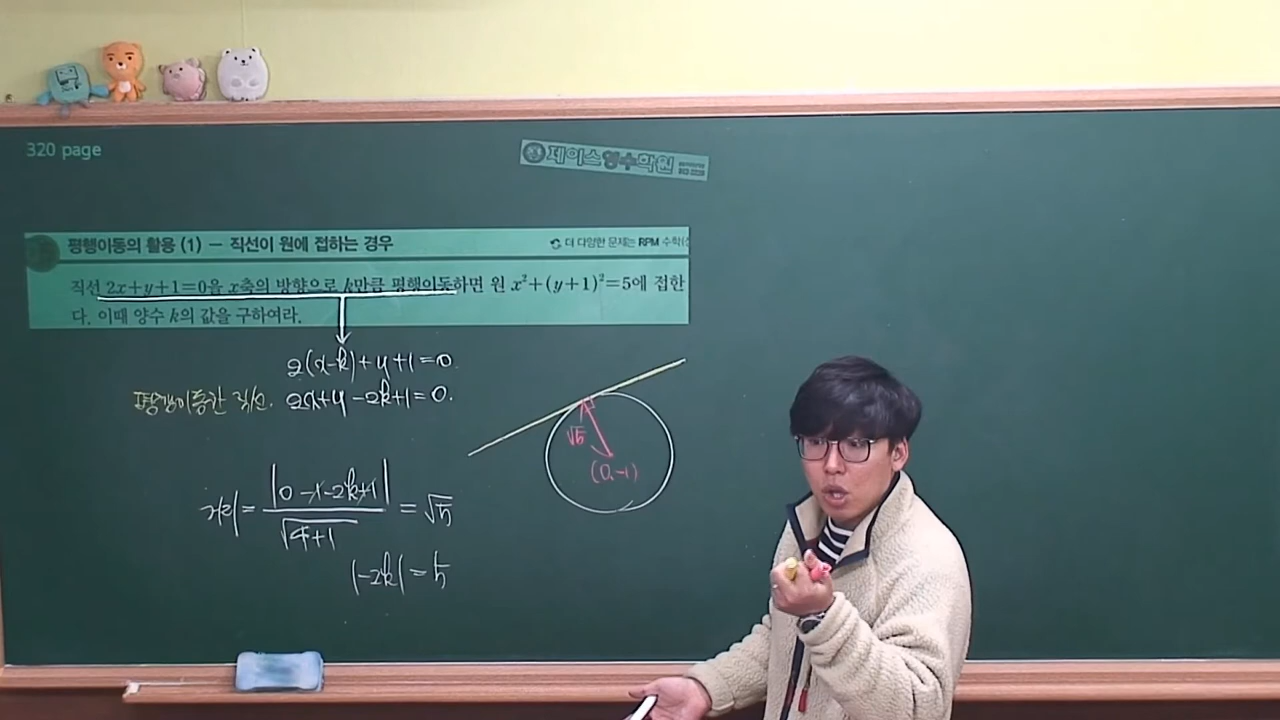 320 page
제이스영수학원
평행이동의 활용 (1) — 직선이 원에 접하는 경우
더 다양한 문제는 RPM 수학(상
직선 2x+y+1=0을 x축의 방향으로 k만큼 평행이동하면 원 x²+(y+1)²=5에 접한
다. 이때 양수 k의 값을 구하여라.
2(x-k)+y+1=0
평행이동한 직선. 2x+y-2k+1=0.
거리= |0-1-2k+1| / √(4+1) = √5
|-2k|=5
√5
(0,-1)